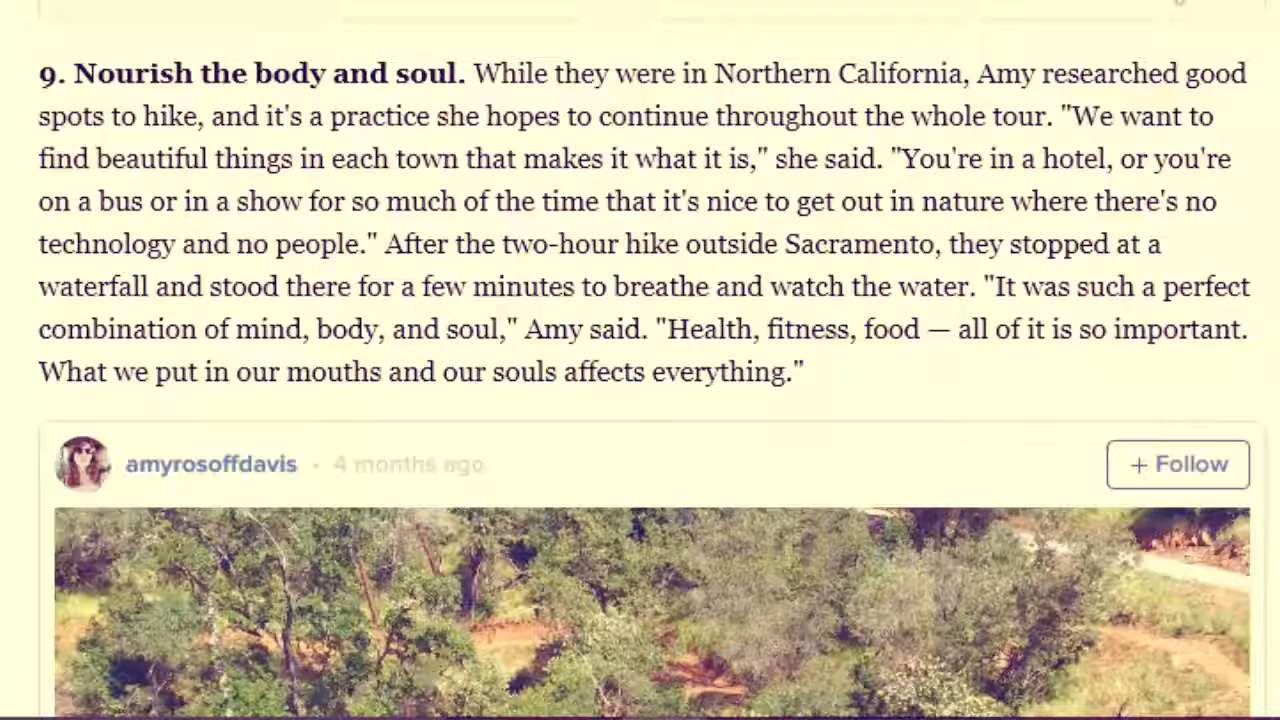 9. Nourish the body and soul. While they were in Northern California, Amy researched good
spots to hike, and it's a practice she hopes to continue throughout the whole tour. "We want to
find beautiful things in each town that makes it what it is," she said. "You're in a hotel, or you're
on a bus or in a show for so much of the time that it's nice to get out in nature where there's no
technology and no people." After the two-hour hike outside Sacramento, they stopped at a
waterfall and stood there for a few minutes to breathe and watch the water. "It was such a perfect
combination of mind, body, and soul," Amy said. "Health, fitness, food — all of it is so important.
What we put in our mouths and our souls affects everything."
amyrosoffdavis · 4 months ago + Follow